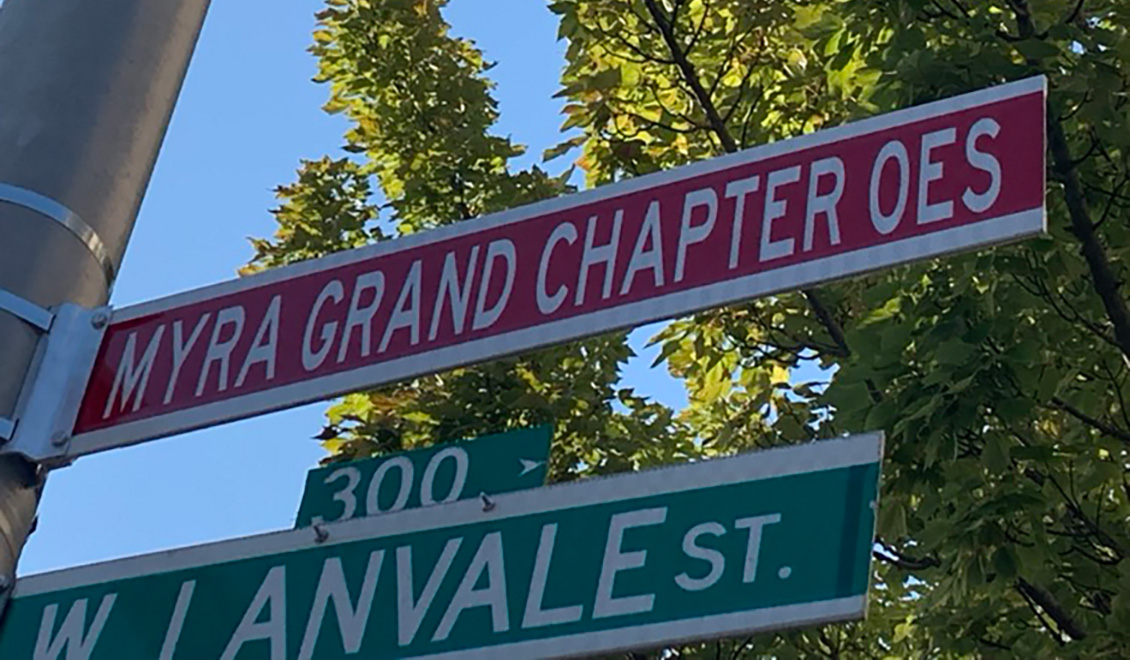 MYRA GRAND CHAPTER OES
300
W. LANVALE ST.